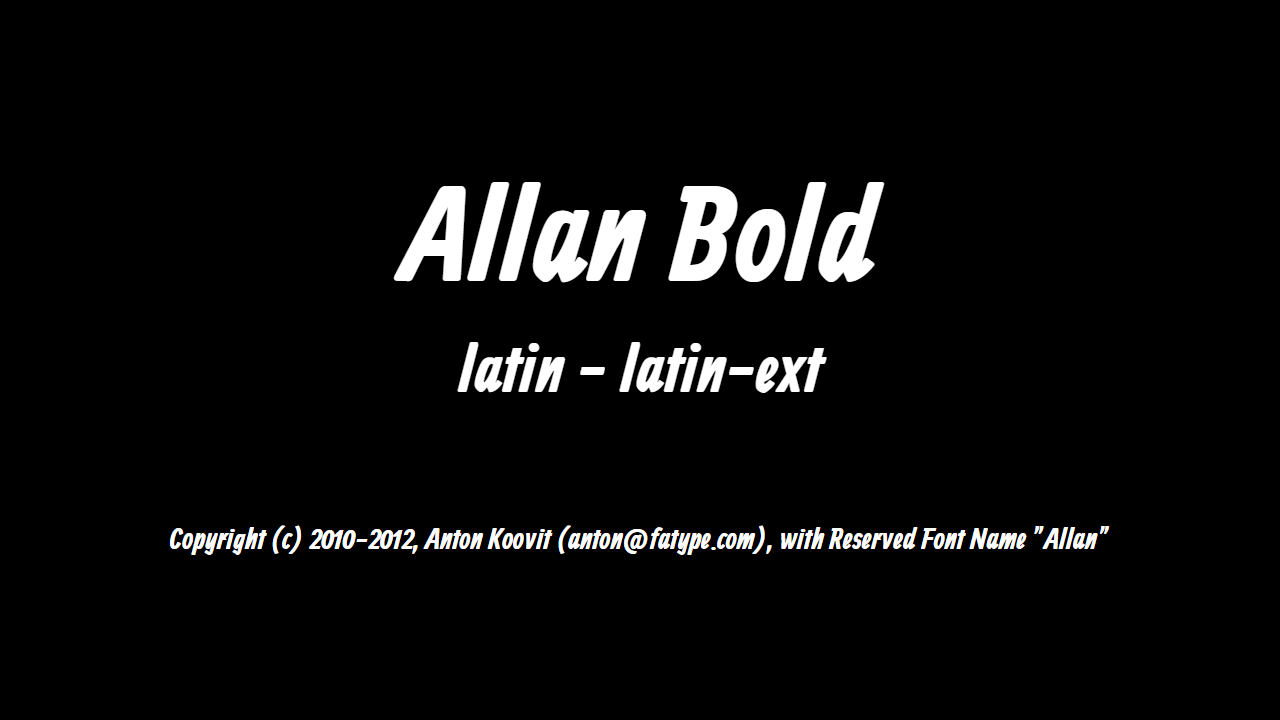 Allan Bold
latin - latin-ext
Copyright (c) 2010-2012, Anton Koovit (anton@fatype.com), with Reserved Font Name "Allan"